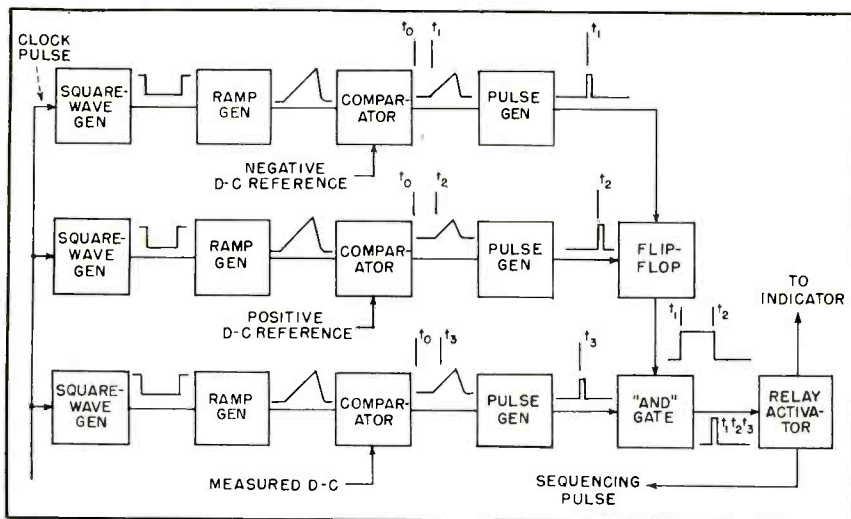 CLOCK
PULSE
SQUARE-
WAVE
GEN
RAMP
GEN
t0 t1
COMPAR-
ATOR
PULSE
GEN
t1
NEGATIVE
D-C REFERENCE
SQUARE-
WAVE
GEN
RAMP
GEN
t0 t2
COMPAR-
ATOR
PULSE
GEN
t2
FLIP-
FLOP
POSITIVE
D-C REFERENCE
t1 t2
TO
INDICATOR
SQUARE-
WAVE
GEN
RAMP
GEN
t0 t3
COMPAR-
ATOR
PULSE
GEN
t3
"AND"
GATE
t1t2t3
RELAY
ACTIVA-
TOR
MEASURED D-C
SEQUENCING
PULSE